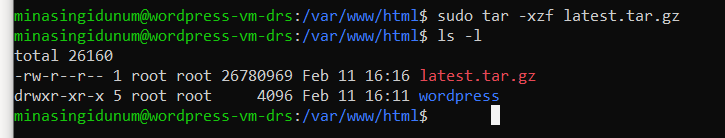 minasingidunum@wordpress-vm-drs:/var/www/html$ sudo tar -xzf latest.tar.gz
minasingidunum@wordpress-vm-drs:/var/www/html$ ls -l
total 26160
-rw-r--r-- 1 root root 26780969 Feb 11 16:16 latest.tar.gz
drwxr-xr-x 5 root root     4096 Feb 11 16:11 wordpress
minasingidunum@wordpress-vm-drs:/var/www/html$